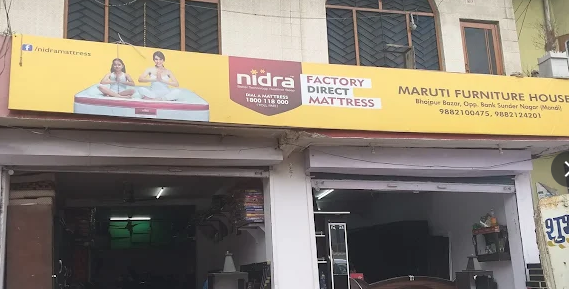 /nidramattress
nidra
DIAL A MATTRESS
1800 118 000
FACTORY
DIRECT
MATTRESS
MARUTI FURNITURE HOUSE
Bhojpur Bazar, Opp. Bank Sunder Nagar (Mandi)
9882100475, 9882124201
शुभ